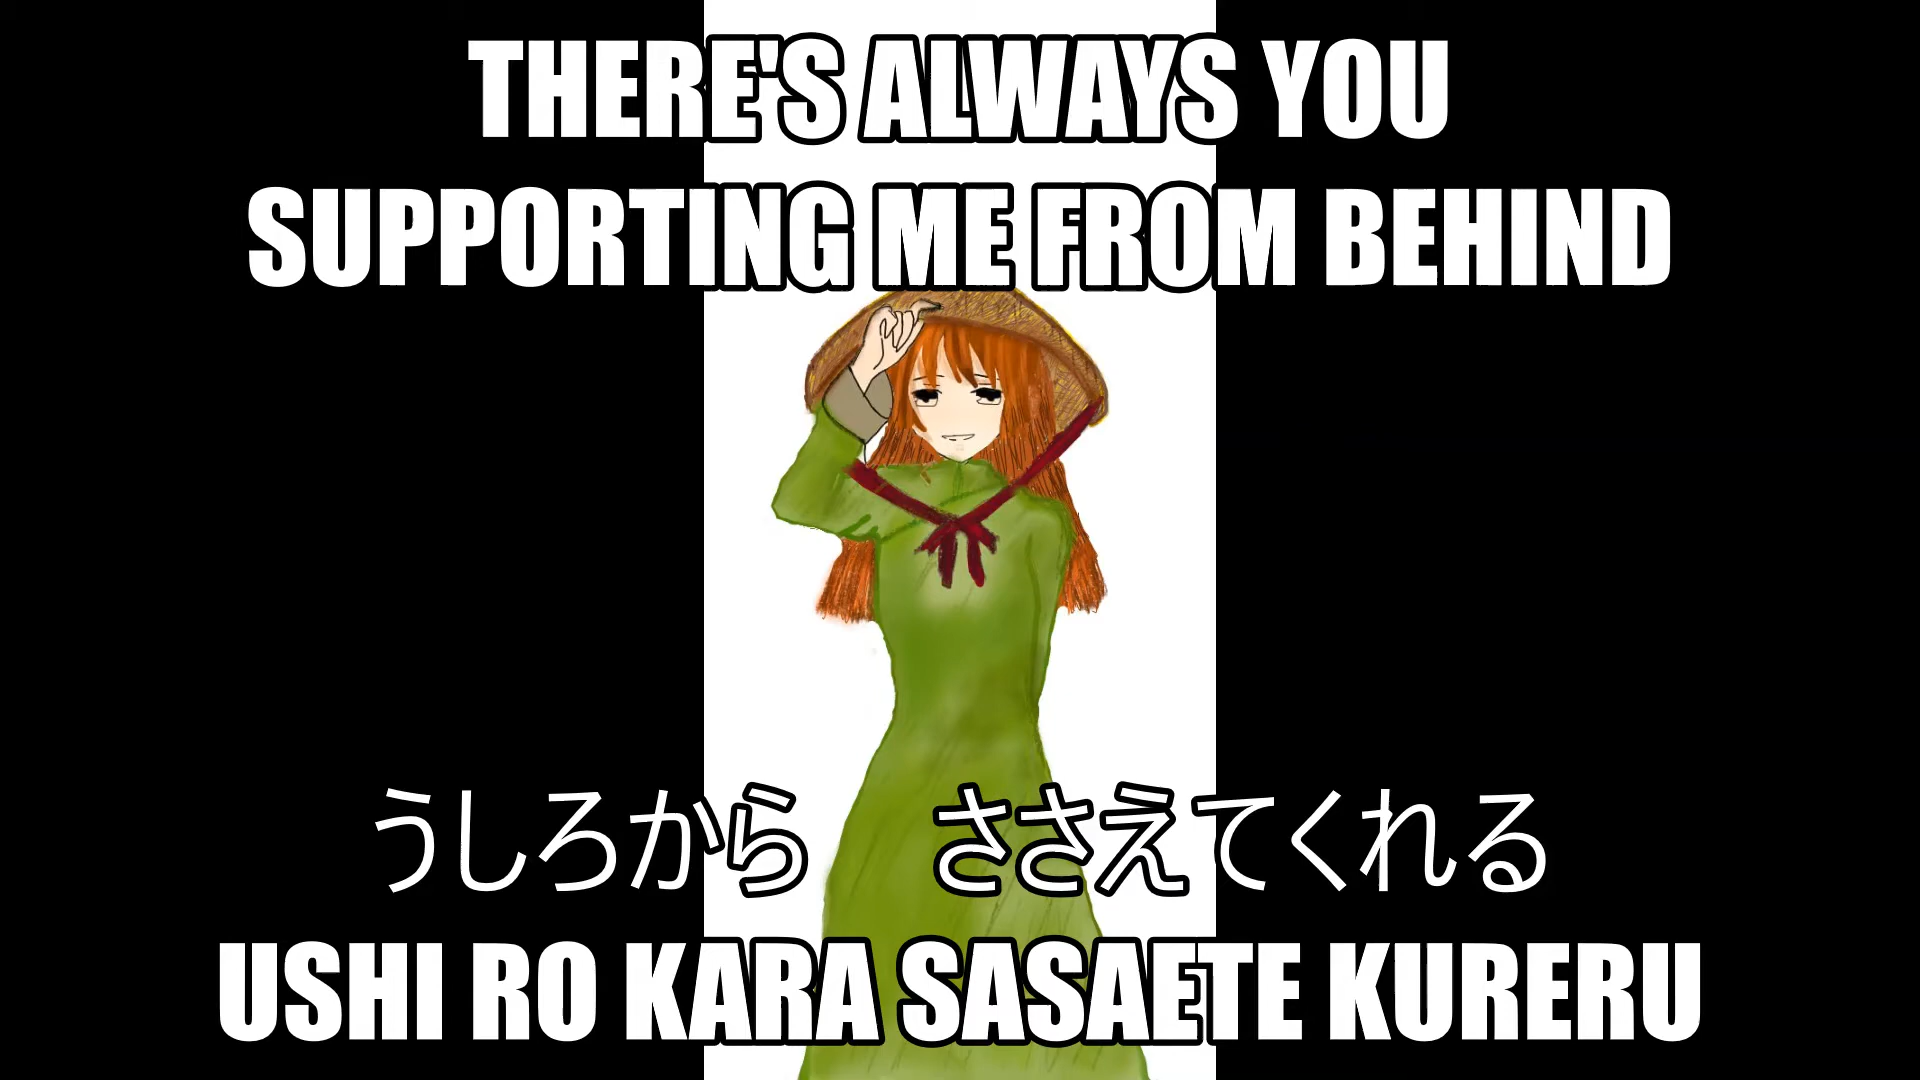 THERE'S ALWAYS YOU
SUPPORTING ME FROM BEHIND
うしろから　ささえてくれる
USHI RO KARA SASAETE KURERU